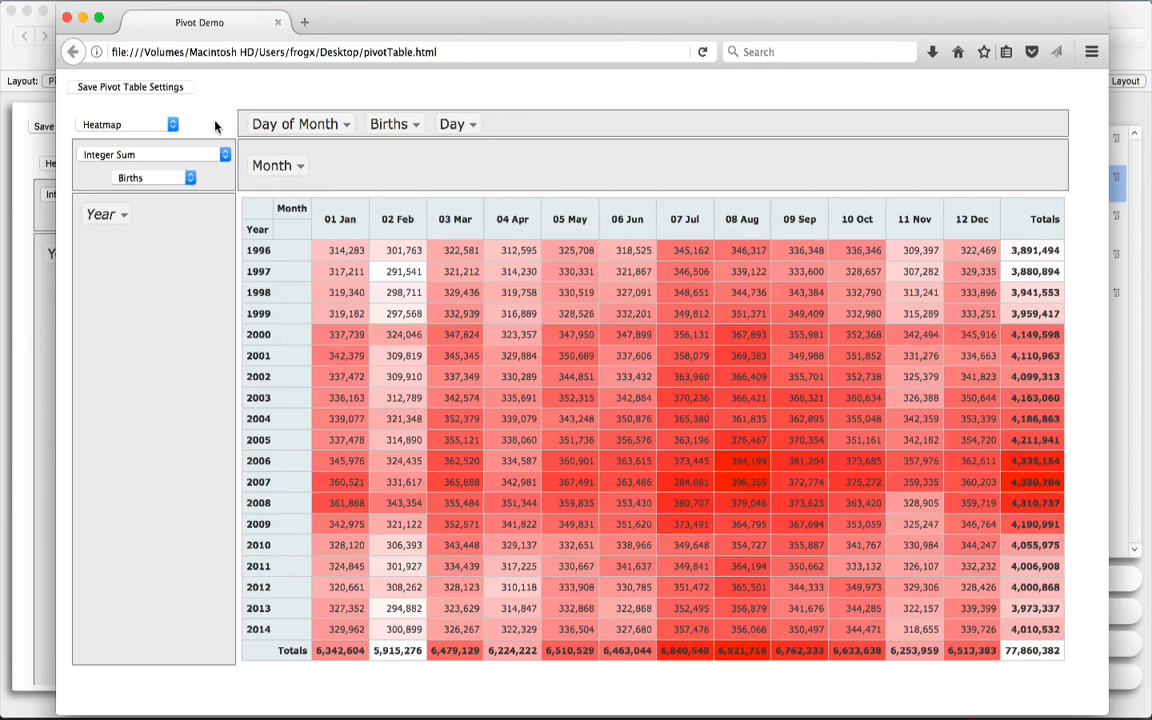 Pivot Demo
file:///Volumes/Macintosh HD/Users/frogx/Desktop/pivotTable.html
Search
Layout:
Layout
Save Pivot Table Settings
Save
Heatmap
Day of Month Births Day
Integer Sum
Births
Month
Year
Month 01 Jan 02 Feb 03 Mar 04 Apr 05 May 06 Jun 07 Jul 08 Aug 09 Sep 10 Oct 11 Nov 12 Dec Totals
Year
1996 314,283 301,763 322,581 312,595 325,708 318,525 345,162 346,317 336,348 336,346 309,397 322,469 3,891,494
1997 317,211 291,541 321,212 314,230 330,331 321,867 346,506 339,122 333,600 328,657 307,282 329,335 3,880,894
1998 319,340 298,711 329,436 319,758 330,519 327,091 348,651 344,736 343,384 332,790 313,241 333,896 3,941,553
1999 319,182 297,568 332,939 316,889 328,526 332,201 349,812 351,371 349,409 332,980 315,289 333,251 3,959,417
2000 337,739 324,046 347,824 323,357 347,950 347,899 356,131 367,893 355,981 352,368 342,494 345,916 4,149,598
2001 342,379 309,819 345,345 329,884 350,689 337,606 358,079 369,383 349,988 351,852 331,276 334,663 4,110,963
2002 337,472 309,910 337,349 330,289 344,851 333,432 363,960 366,409 355,701 352,738 325,379 341,823 4,099,313
2003 336,163 312,789 342,574 335,691 352,315 342,884 370,236 366,421 366,321 360,634 326,388 350,644 4,163,060
2004 339,077 321,348 352,379 339,079 343,248 350,876 365,380 361,835 362,895 355,048 342,359 353,339 4,186,863
2005 337,478 314,890 355,121 338,060 351,736 356,576 363,196 376,467 370,354 351,161 342,182 354,720 4,211,941
2006 345,976 324,435 362,520 334,587 360,901 363,615 373,445 394,199 381,204 373,685 357,976 362,611 4,335,154
2007 360,521 331,617 365,888 342,981 367,491 363,486 384,861 396,355 372,774 375,272 359,335 360,203 4,380,784
2008 361,868 343,354 355,484 351,344 359,835 353,430 380,707 379,046 373,625 363,420 328,905 359,719 4,310,737
2009 342,975 321,122 352,571 341,822 349,831 351,620 373,491 364,795 367,694 353,059 325,247 346,764 4,190,991
2010 328,120 306,393 343,448 329,137 332,651 338,966 349,648 354,727 355,887 341,767 330,984 344,247 4,055,975
2011 324,845 301,927 334,439 317,225 330,667 341,637 349,841 364,194 350,662 333,132 326,107 332,232 4,006,908
2012 320,661 308,262 328,123 310,118 333,908 330,785 351,472 365,501 344,333 349,973 329,306 328,426 4,000,868
2013 327,352 294,882 323,629 314,847 332,868 322,868 352,495 356,879 341,676 344,285 322,157 339,399 3,973,337
2014 329,962 300,899 326,267 322,329 336,504 327,680 357,476 356,066 350,497 344,471 318,655 339,726 4,010,532
Totals 6,342,604 5,915,276 6,479,129 6,224,222 6,510,529 6,463,044 6,840,549 6,921,716 6,762,333 6,633,638 6,253,959 6,513,383 77,860,382